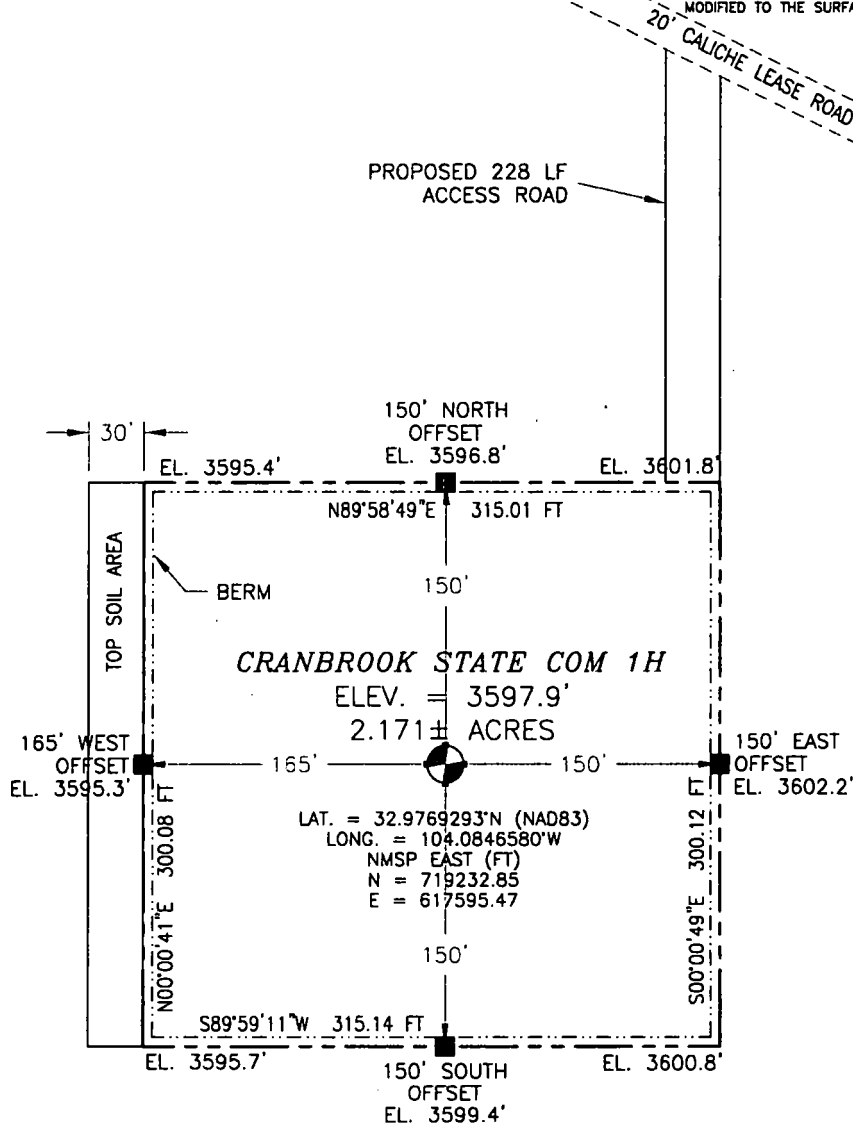 MODIFIED TO THE SURFA
20' CALICHE LEASE ROAD
PROPOSED 228 LF
ACCESS ROAD
150' NORTH
OFFSET
EL. 3596.8'
30'
EL. 3595.4'
EL. 3601.8'
N89°58'49"E 315.01 FT
TOP SOIL AREA
BERM
150'
CRANBROOK STATE COM 1H
ELEV. = 3597.9'
2.171± ACRES
165' WEST
OFFSET
EL. 3595.3'
165'
150'
150' EAST
OFFSET
EL. 3602.2'
LAT. = 32.9769293°N (NAD83)
LONG. = 104.0846580°W
NMSP EAST (FT)
N = 719232.85
E = 617595.47
N00°00'41"E 300.08 FT
S00°00'49"E 300.12 FT
150'
S89°59'11"W 315.14 FT
EL. 3595.7'
EL. 3600.8'
150' SOUTH
OFFSET
EL. 3599.4'